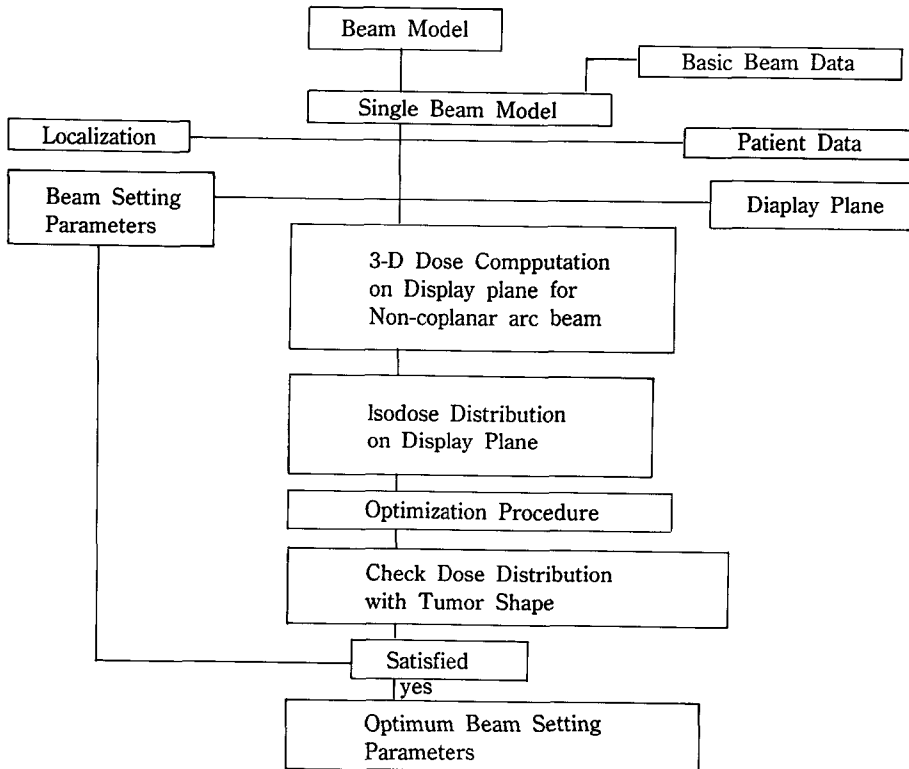 Beam Model
Basic Beam Data
Single Beam Model
Localization
Patient Data
Beam Setting
Parameters
Diaplay Plane
3-D Dose Compputation
on Display plane for
Non-coplanar arc beam
Isodose Distribution
on Display Plane
Optimization Procedure
Check Dose Distribution
with Tumor Shape
Satisfied
yes
Optimum Beam Setting
Parameters